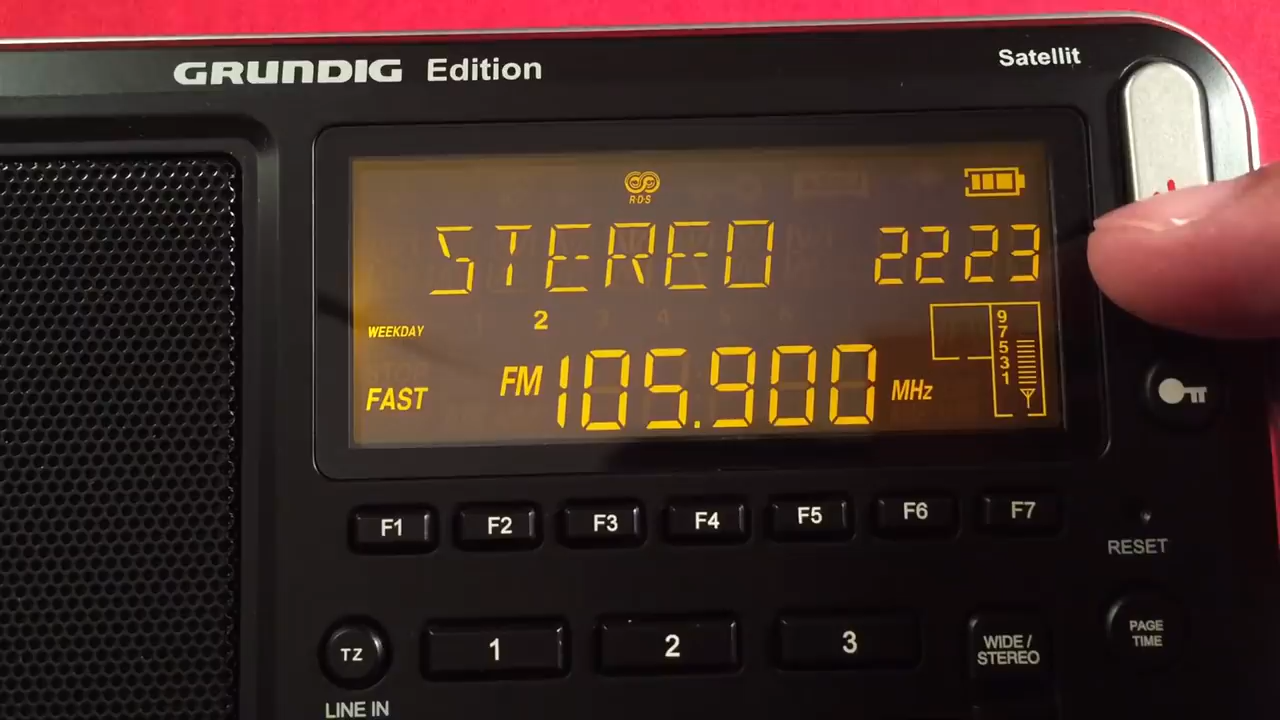 GRUNDIG Edition
Satellit
R·D·S
STEREO 2223
WEEKDAY
2
9
7
5
3
1
FAST FM 105.900 MHz
F1 F2 F3 F4 F5 F6 F7
RESET
TZ 1 2 3 WIDE / STEREO PAGE TIME
LINE IN